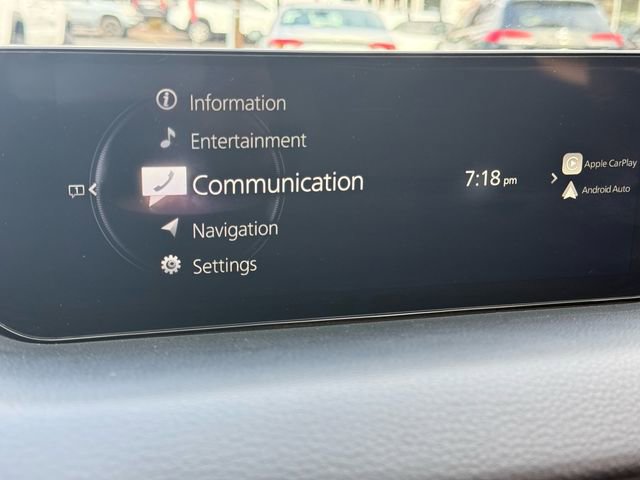 Information
Entertainment
Communication
7:18 pm
Apple CarPlay
Android Auto
Navigation
Settings